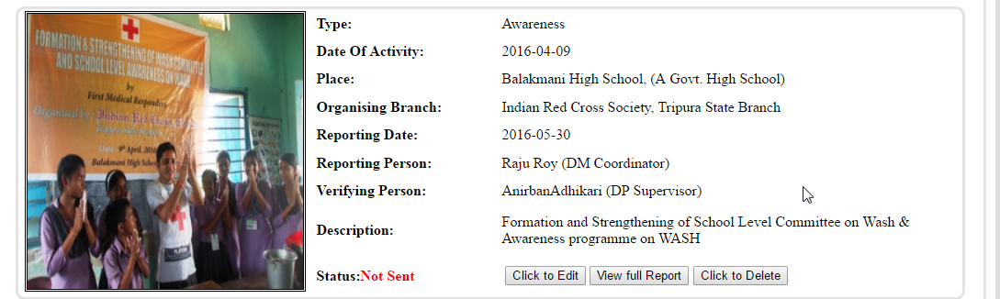 FORMATION & STRENGTHENING OF WASH COMMITTEE
AND SCHOOL LEVEL AWARENESS ON WASH
by
First Medical Responders
Organised by: Indian Red Cross
Tripura State Branch
Date: 9th April, 2016
Balakmani High School
Type: Awareness
Date Of Activity: 2016-04-09
Place: Balakmani High School, (A Govt. High School)
Organising Branch: Indian Red Cross Society, Tripura State Branch
Reporting Date: 2016-05-30
Reporting Person: Raju Roy (DM Coordinator)
Verifying Person: AnirbanAdhikari (DP Supervisor)
Description: Formation and Strengthening of School Level Committee on Wash &
Awareness programme on WASH
Status:Not Sent Click to Edit View full Report Click to Delete